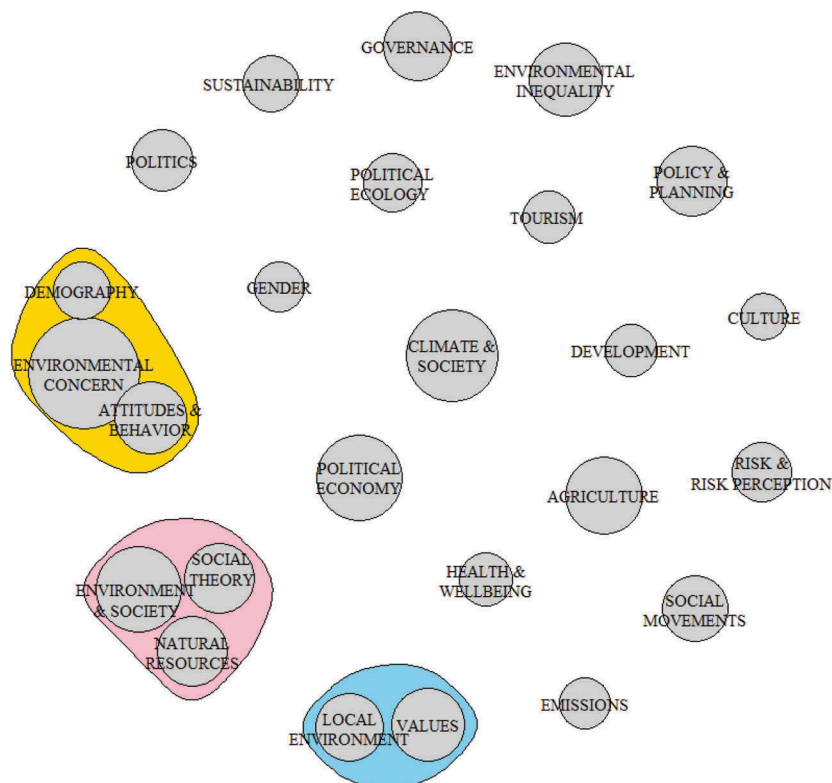 GOVERNANCE
SUSTAINABILITY
ENVIRONMENTAL
INEQUALITY
POLITICS
POLITICAL
ECOLOGY
POLICY &
PLANNING
TOURISM
DEMOGRAPHY
GENDER
CULTURE
ENVIRONMENTAL
CONCERN
CLIMATE &
SOCIETY
DEVELOPMENT
ATTITUDES &
BEHAVIOR
POLITICAL
ECONOMY
AGRICULTURE
RISK &
RISK PERCEPTION
SOCIAL
THEORY
ENVIRONMENT
& SOCIETY
HEALTH &
WELLBEING
SOCIAL
MOVEMENTS
NATURAL
RESOURCES
LOCAL
ENVIRONMENT
VALUES
EMISSIONS